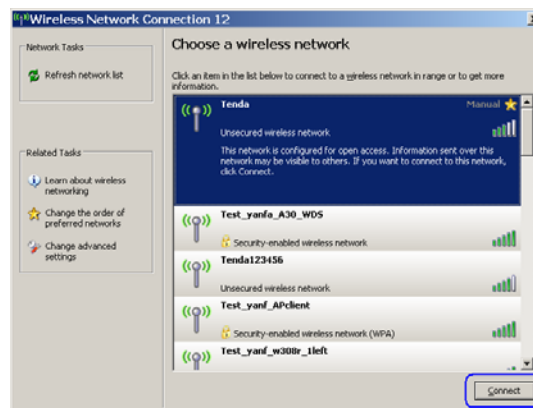 Wireless Network Connection 12
Network Tasks
Refresh network list
Related Tasks
Learn about wireless
networking
Change the order of
preferred networks
Change advanced
settings
Choose a wireless network
Click an item in the list below to connect to a wireless network in range or to get more
information.
Tenda
Manual
Unsecured wireless network
This network is configured for open access. Information sent over this
network may be visible to others. If you want to connect to this network,
click Connect.
Test_yanfa_A30_WDS
Security-enabled wireless network
Tenda123456
Unsecured wireless network
Test_yanf_APclient
Security-enabled wireless network (WPA)
Test_yanf_w308r_1left
Connect